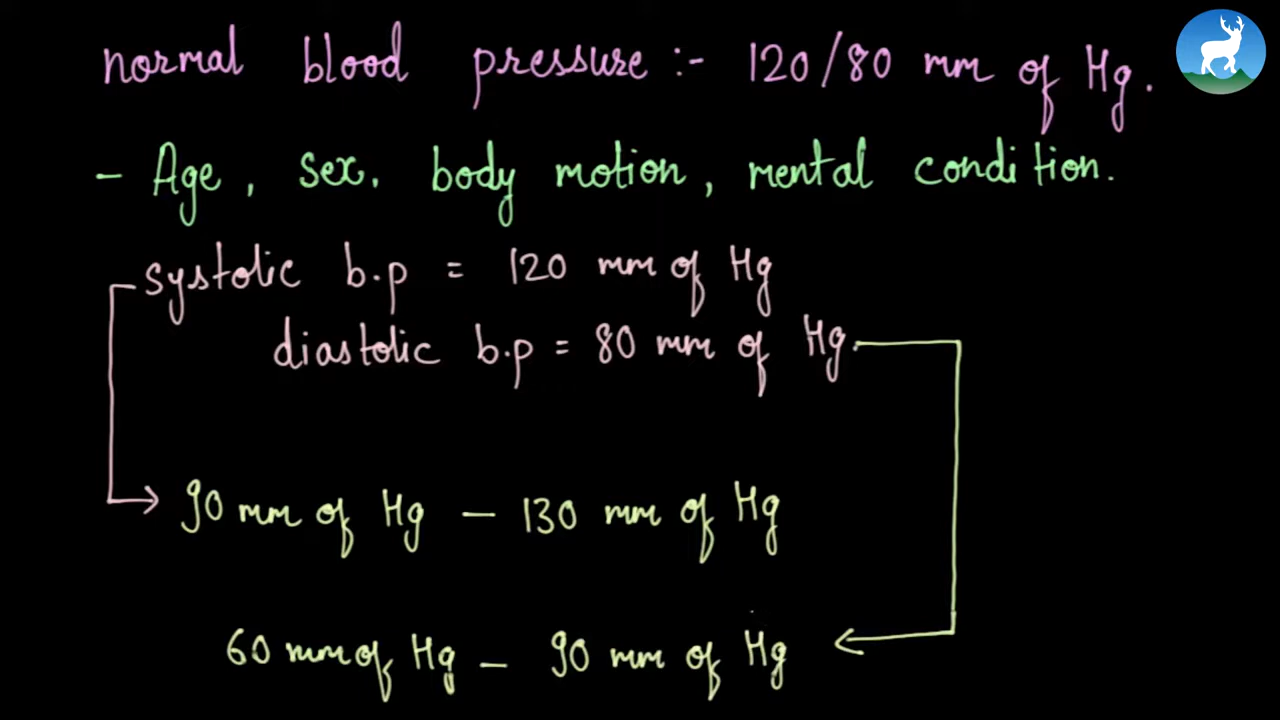 normal blood pressure :- 120/80 mm of Hg.
- Age, sex. body motion, mental condition.
systolic b.p = 120 mm of Hg
diastolic b.p = 80 mm of Hg.
90 mm of Hg - 130 mm of Hg
60 mm of Hg - 90 mm of Hg